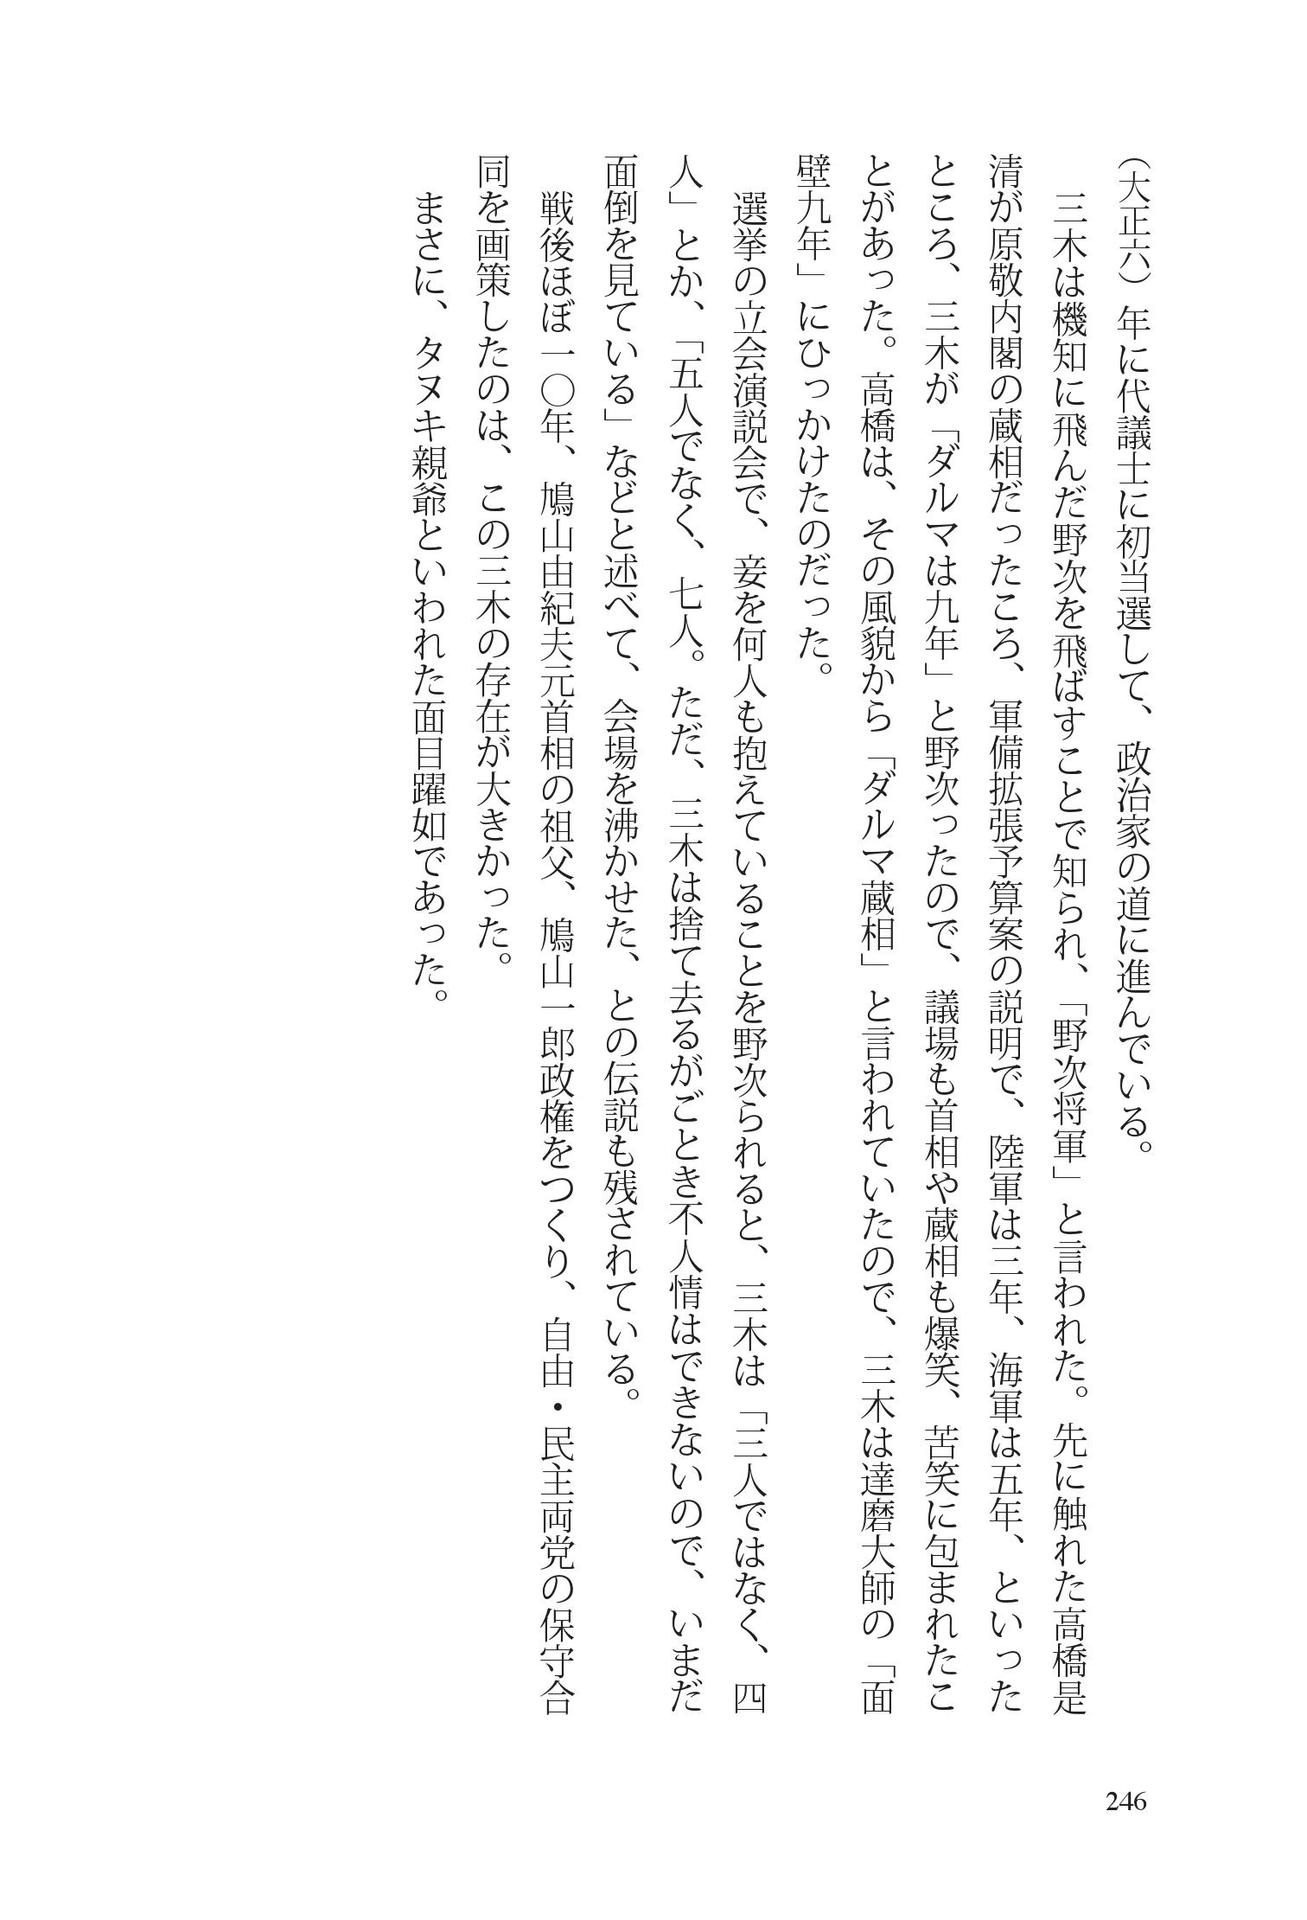 （大正六）年に代議士に初当選して、政治家の道に進んでいる。
三木は機知に飛んだ野次を飛ばすことで知られ、「野次将軍」と言われた。先に触れた高橋是
清が原敬内閣の蔵相だったころ、軍備拡張予算案の説明で、陸軍は三年、海軍は五年、といった
ところ、三木が「ダルマは九年」と野次ったので、議場も首相や蔵相も爆笑、苦笑に包まれたこ
とがあった。高橋は、その風貌から「ダルマ蔵相」と言われていたので、三木は達磨大師の「面
壁九年」にひっかけたのだった。
選挙の立会演説会で、妾を何人も抱えていることを野次られると、三木は「三人ではなく、四
人」とか、「五人でなく、七人。ただ、三木は捨て去るがごとき不人情はできないので、いまだ
面倒を見ている」などと述べて、会場を沸かせた、との伝説も残されている。
戦後ほぼ一〇年、鳩山由紀夫元首相の祖父、鳩山一郎政権をつくり、自由・民主両党の保守合
同を画策したのは、この三木の存在が大きかった。
まさに、タヌキ親爺といわれた面目躍如であった。
246